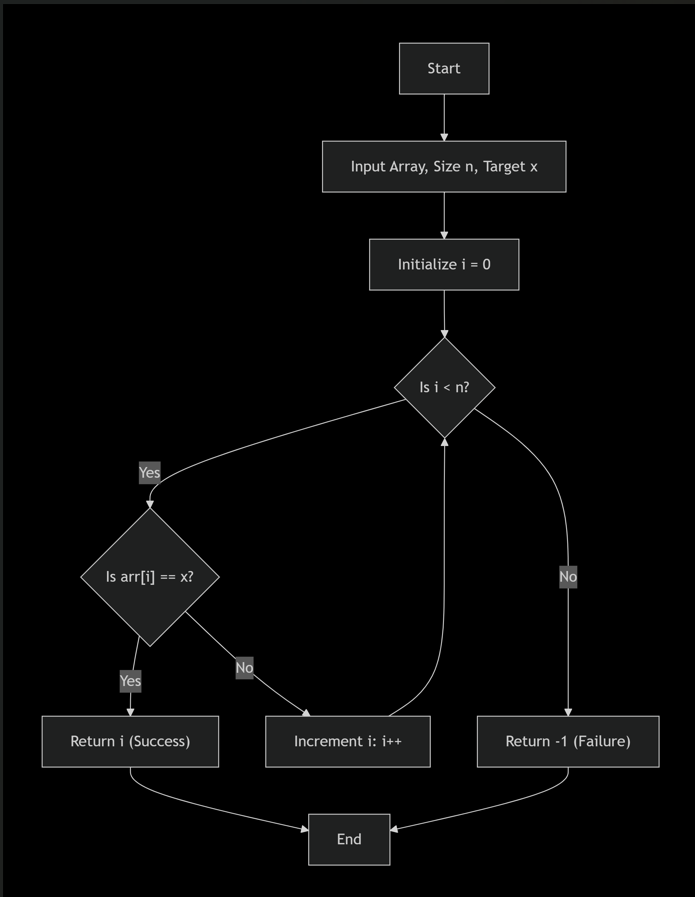 Start
Input Array, Size n, Target x
Initialize i = 0
Is i < n?
Yes
Is arr[i] == x?
No
Yes
No
Return i (Success)
Increment i: i++
Return -1 (Failure)
End